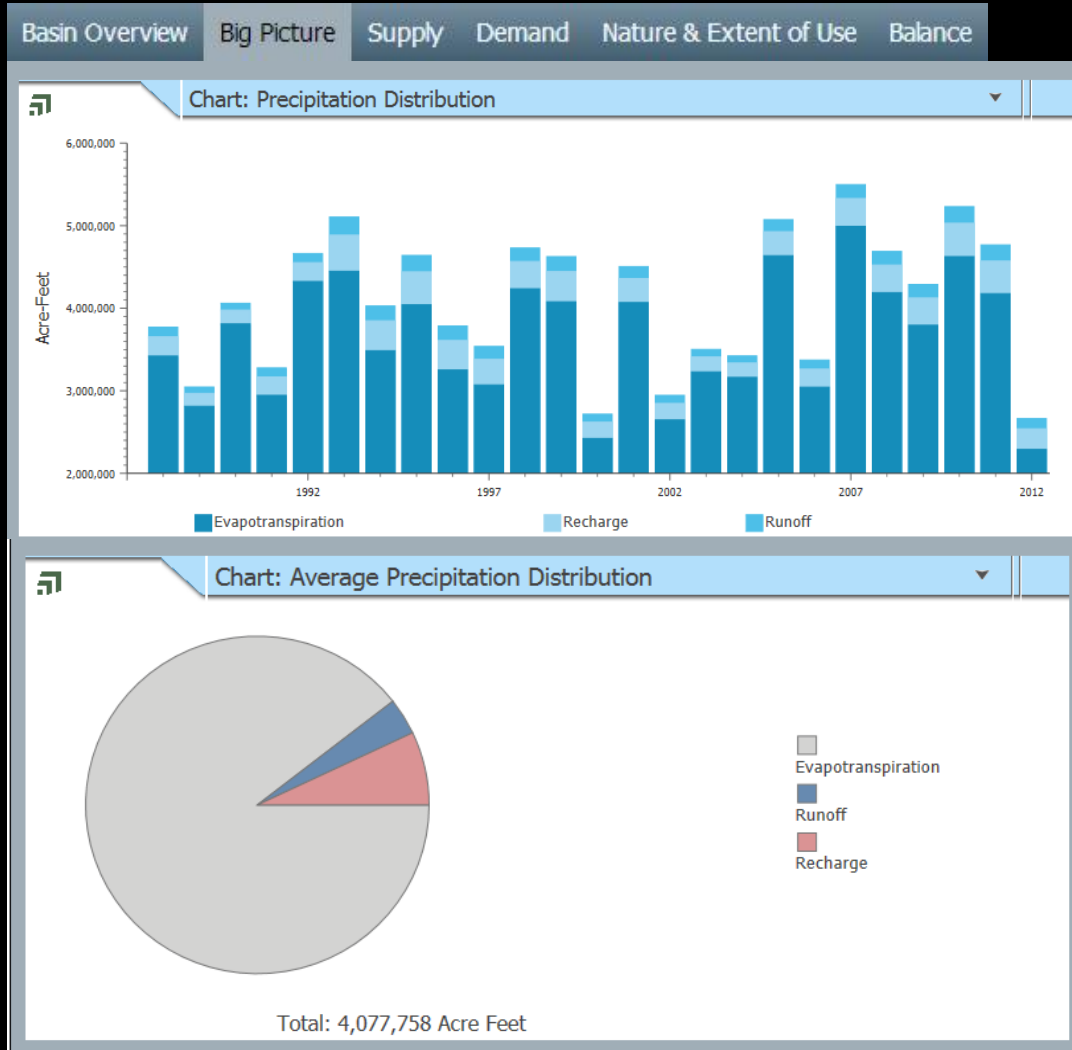 Basin Overview Big Picture Supply Demand Nature & Extent of Use Balance
Chart: Precipitation Distribution
6,000,000
5,000,000
4,000,000
3,000,000
2,000,000
Acre-Feet
1992 1997 2002 2007 2012
Evapotranspiration Recharge Runoff
Chart: Average Precipitation Distribution
Evapotranspiration
Runoff
Recharge
Total: 4,077,758 Acre Feet